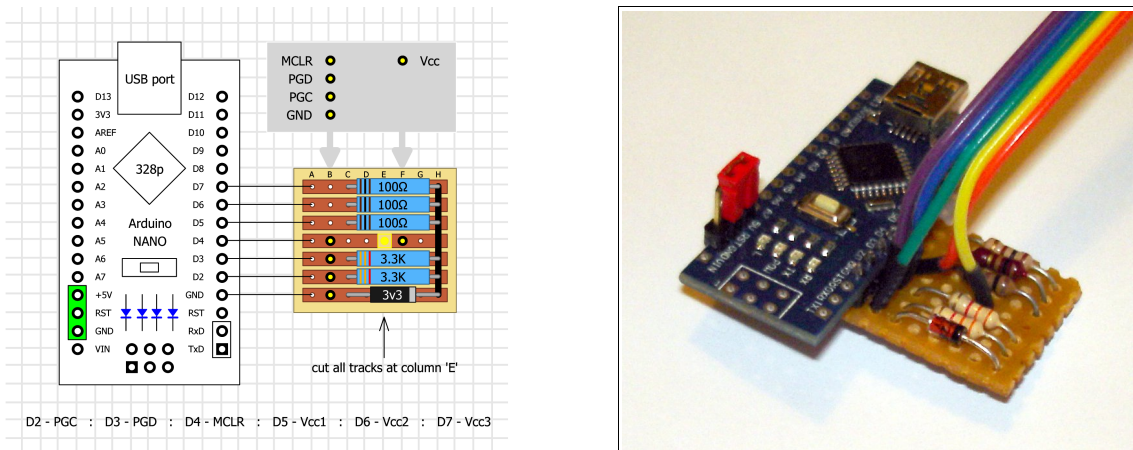 USB port
D13
3V3
AREF
A0
A1
A2
A3
A4
A5
A6
A7
+5V
RST
GND
VIN
D12
D11
D10
D9
D8
D7
D6
D5
D4
D3
D2
GND
RST
RxD
TxD
328p
Arduino
NANO
MCLR
PGD
PGC
GND
Vcc
A B C D E F G H
100Ω
100Ω
100Ω
3.3K
3.3K
3v3
cut all tracks at column 'E'
D2 - PGC : D3 - PGD : D4 - MCLR : D5 - Vcc1 : D6 - Vcc2 : D7 - Vcc3